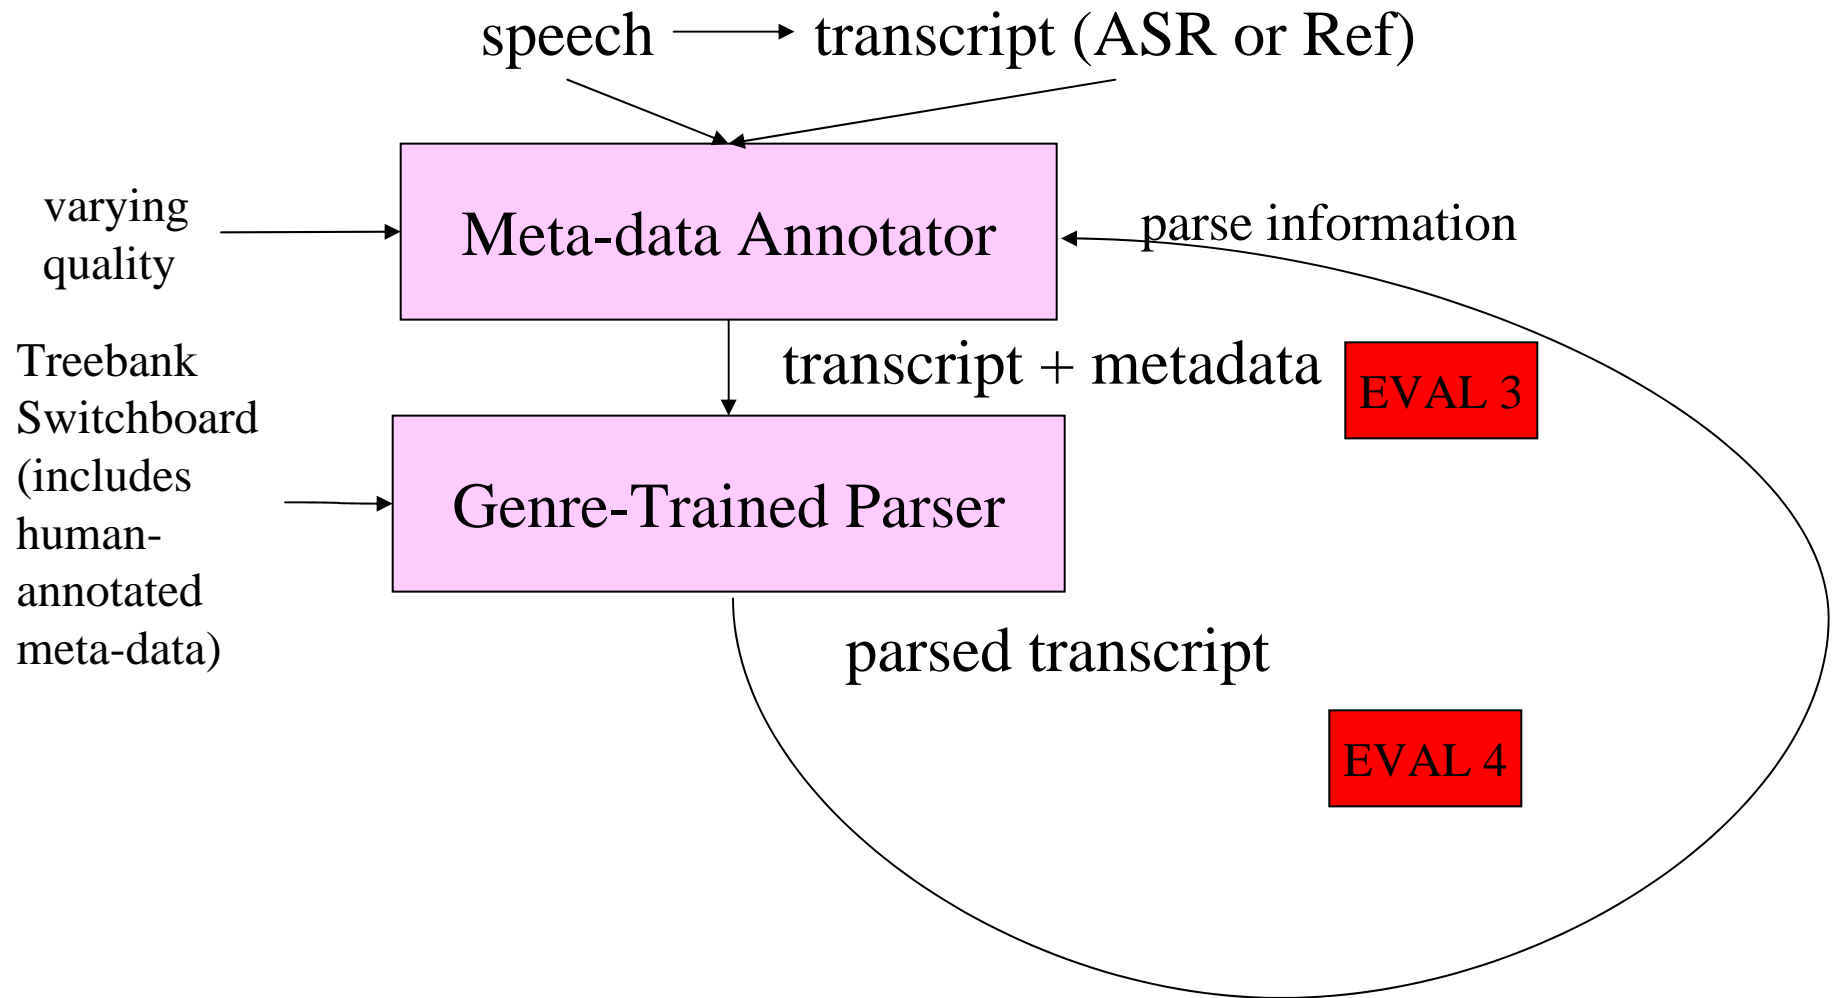 speech transcript (ASR or Ref)
varying
quality
Meta-data Annotator
parse information
transcript + metadata
EVAL 3
Treebank
Switchboard
(includes
human-
annotated
meta-data)
Genre-Trained Parser
parsed transcript
EVAL 4